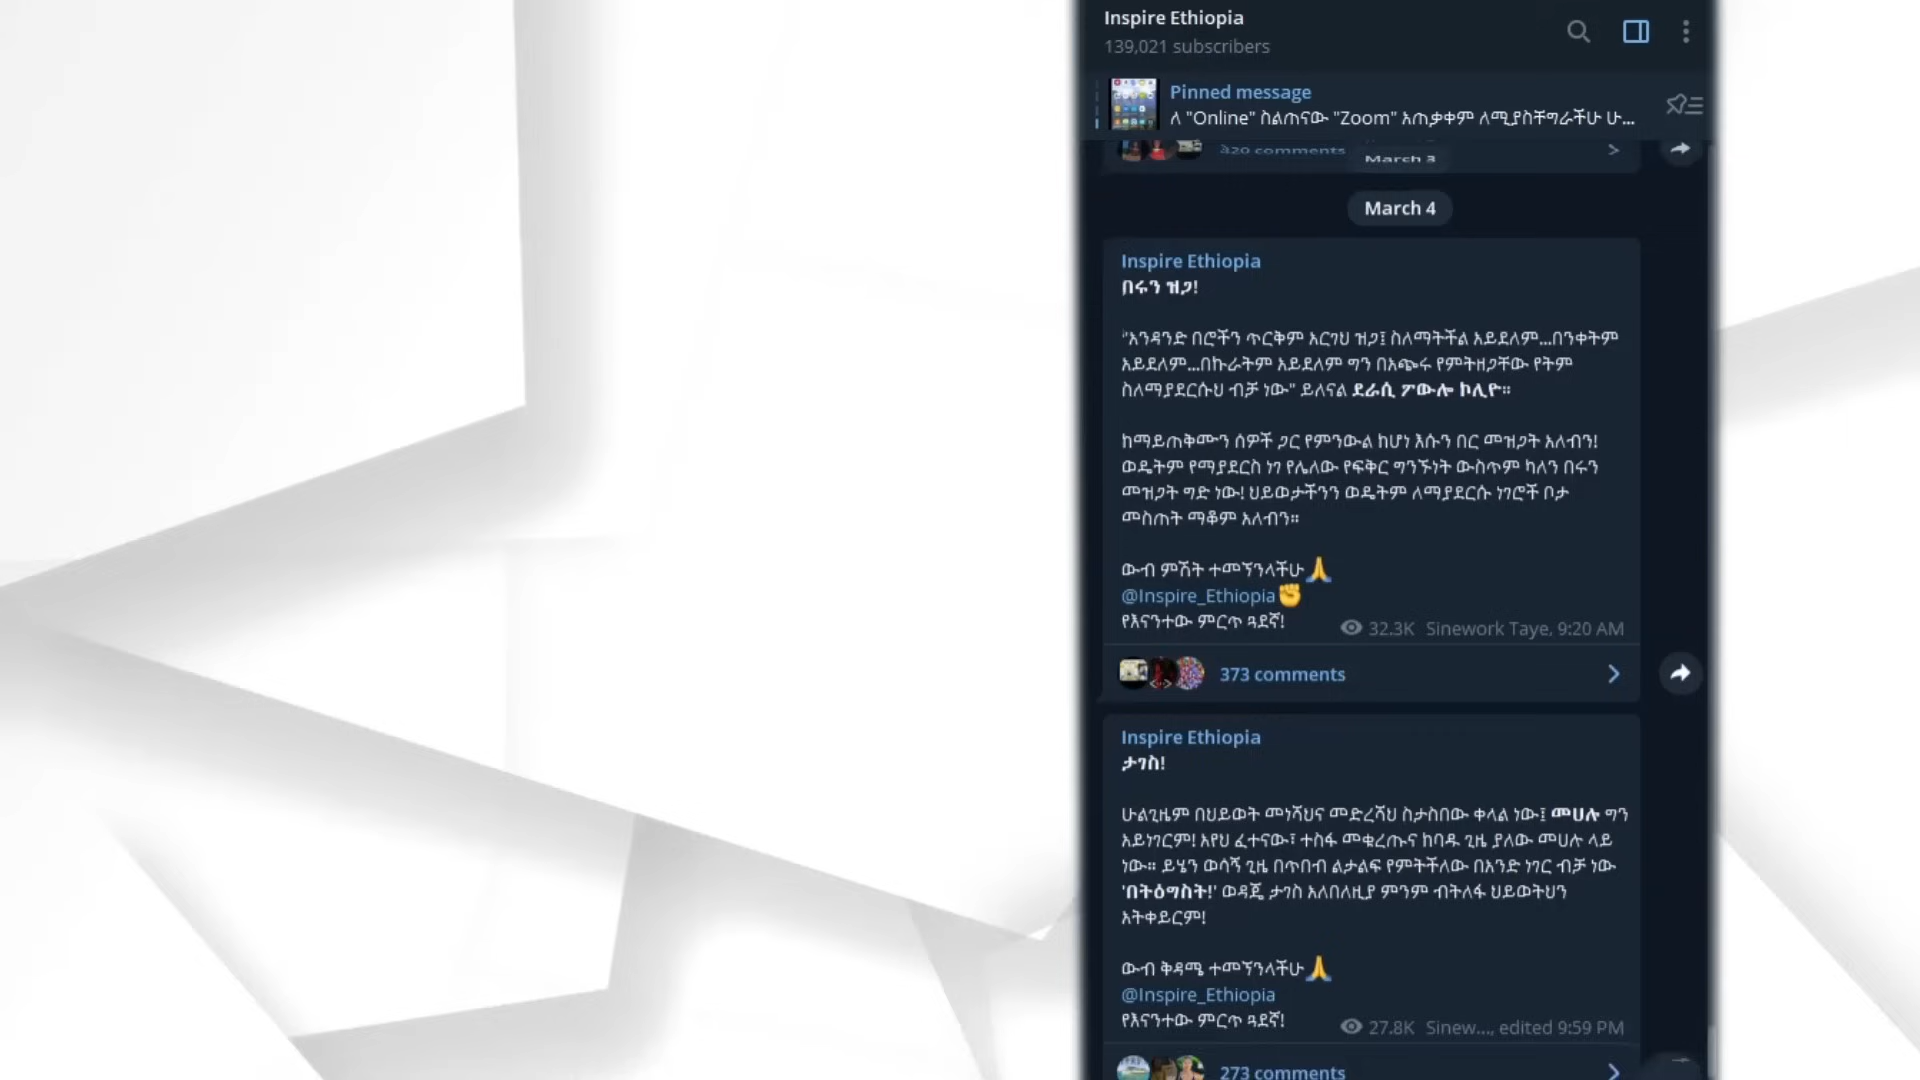 Inspire Ethiopia
139,021 subscribers
Pinned message
ለ "Online" ስልጠናው "Zoom" አጠቃቀም ለሚያስቸግራችሁ ሁ...
320 comments
March 3
March 4
Inspire Ethiopia
በሩን ዝጋ!
"አንዳንድ በሮችን ጥርቅም አርገህ ዝጋ፤ ስለማትችል አይደለም...በንቀትም
አይደለም...በኩራትም አይደለም ግን በአጭሩ የምትዘጋቸው የትም
ስለማያደርሱህ ብቻ ነው" ይለናል ደራሲ ፖውሎ ኮሊዮ።
ከማይጠቅሙን ሰዎች ጋር የምንውል ከሆነ እሱን በር መዝጋት አለብን!
ወዴትም የማያደርስ ነገ የሌለው የፍቅር ግንኙነት ውስጥም ካለን በሩን
መዝጋት ግድ ነው! ህይወታችንን ወዴትም ለማያደርሱ ነገሮች ቦታ
መስጠት ማቆም አለብን።
ውብ ምሽት ተመኘንላችሁ🙏
@Inspire_Ethiopia✊
የእናንተው ምርጥ ጓደኛ!
32.3K Sinework Taye, 9:20 AM
373 comments
Inspire Ethiopia
ታገስ!
ሁልጊዜም በህይወት መነሻህና መድረሻህ ስታስበው ቀላል ነው፤ መሀሉ ግን
አይነገርም! አየህ ፈተናው፣ ተስፋ መቁረጡና ከባዱ ጊዜ ያለው መሀሉ ላይ
ነው። ይሄን ወሳኝ ጊዜ በጥበብ ልታልፍ የምትችለው በአንድ ነገር ብቻ ነው
'በትዕግስት!' ወዳጄ ታገስ አለበለዚያ ምንም ብትለፋ ህይወትህን
አትቀይርም!
ውብ ቅዳሜ ተመኘንላችሁ🙏
@Inspire_Ethiopia
የእናንተው ምርጥ ጓደኛ!
27.8K Sinew..., edited 9:59 PM
273 comments